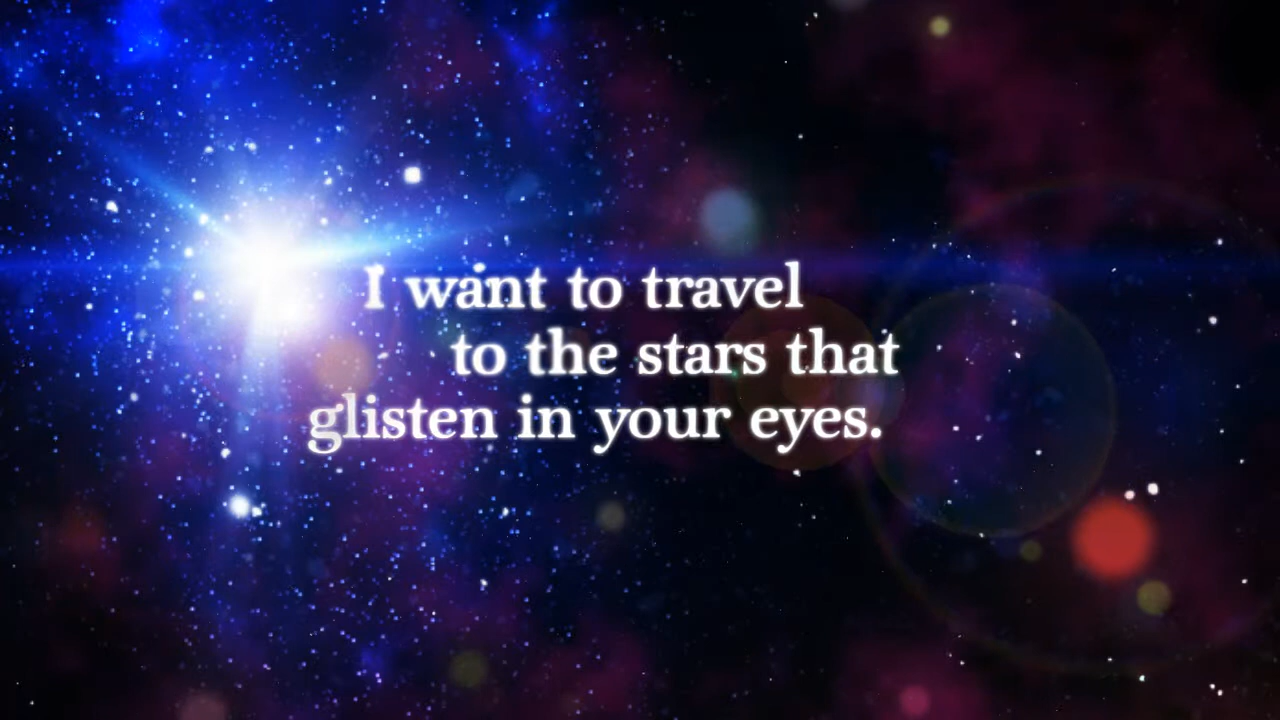 I want to travel
to the stars that
glisten in your eyes.